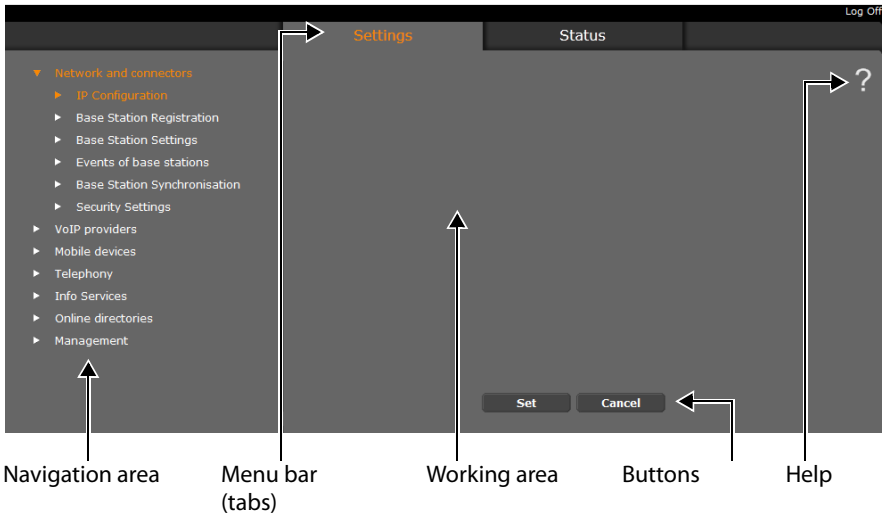 Log Off
Settings
Status
Network and connectors
IP Configuration
Base Station Registration
Base Station Settings
Events of base stations
Base Station Synchronisation
Security Settings
VoIP providers
Mobile devices
Telephony
Info Services
Online directories
Management
?
Set
Cancel
Navigation area
Menu bar
(tabs)
Working area
Buttons
Help